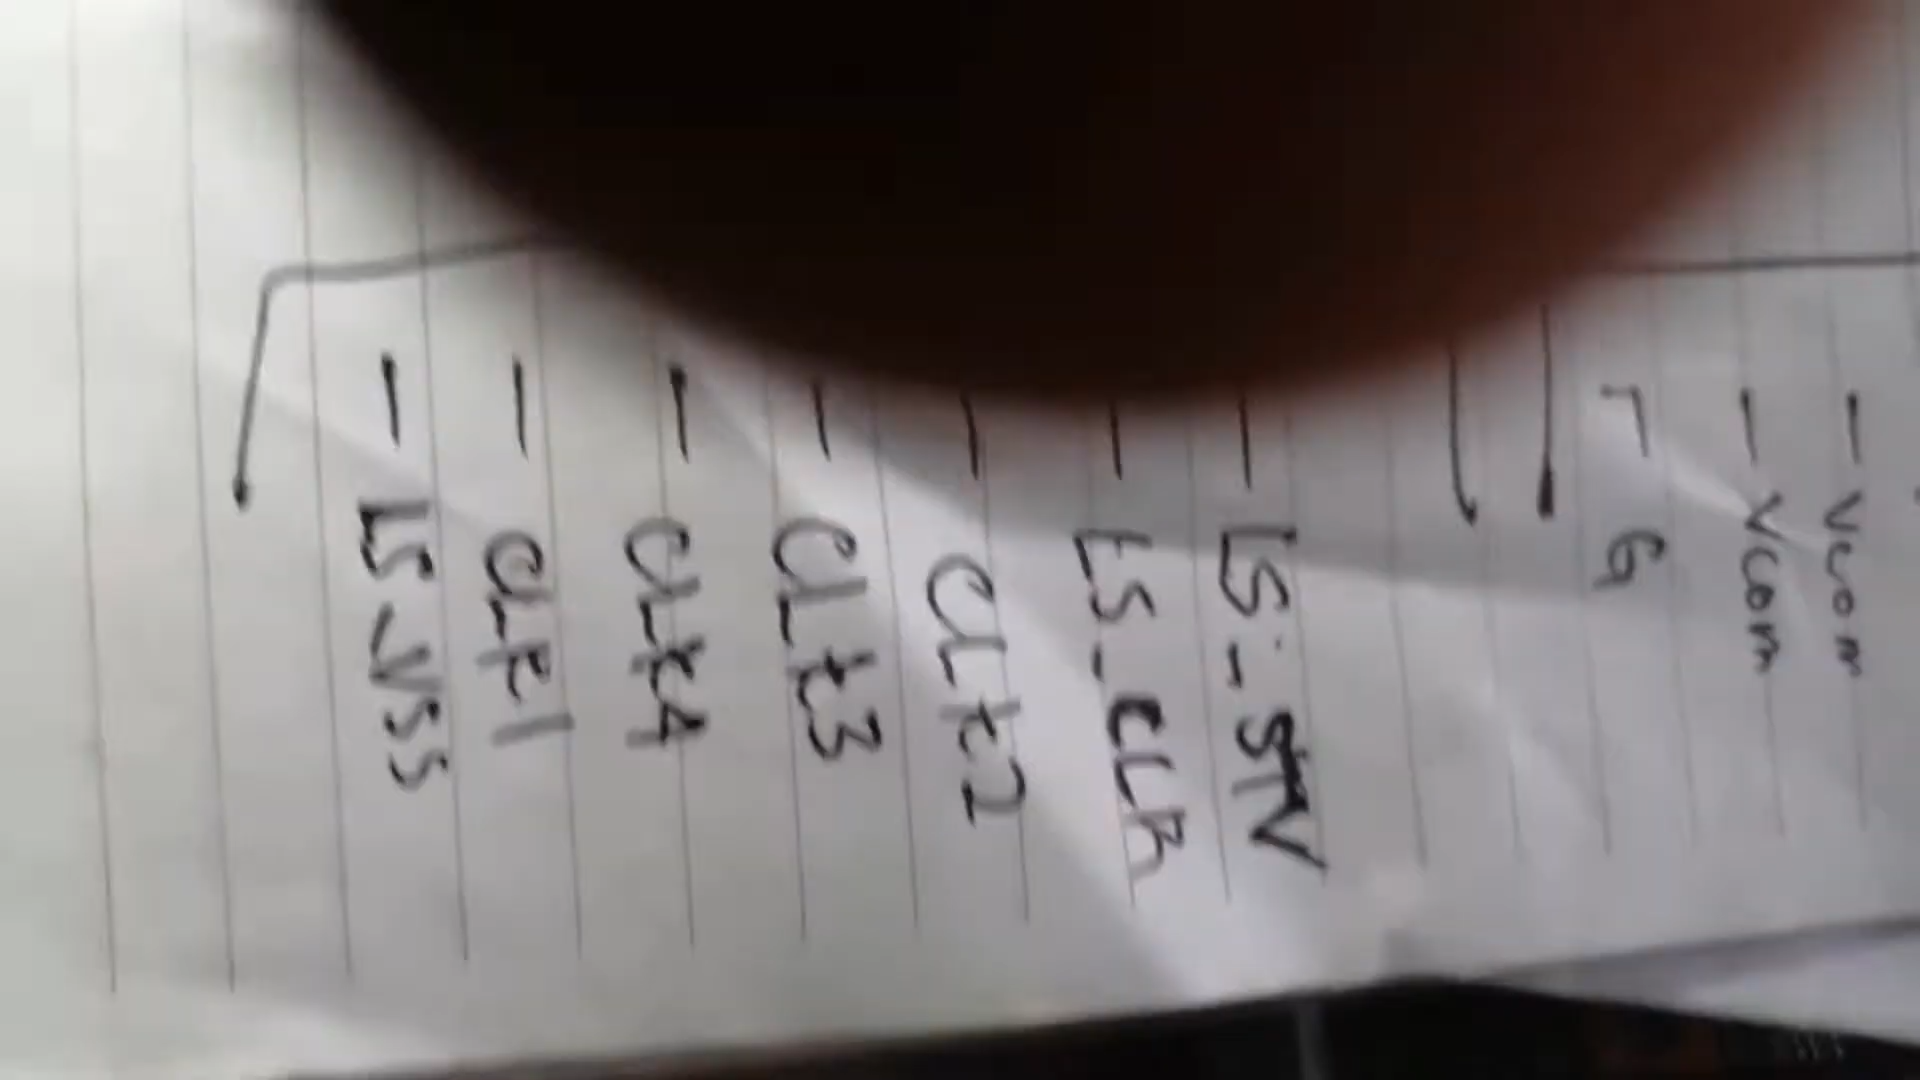 - Vcom
- Vcom
- G
- LS_STV
- LS_CLR
- CLK2
- CLK3
- CLK4
- CLK1
- LS_VSS